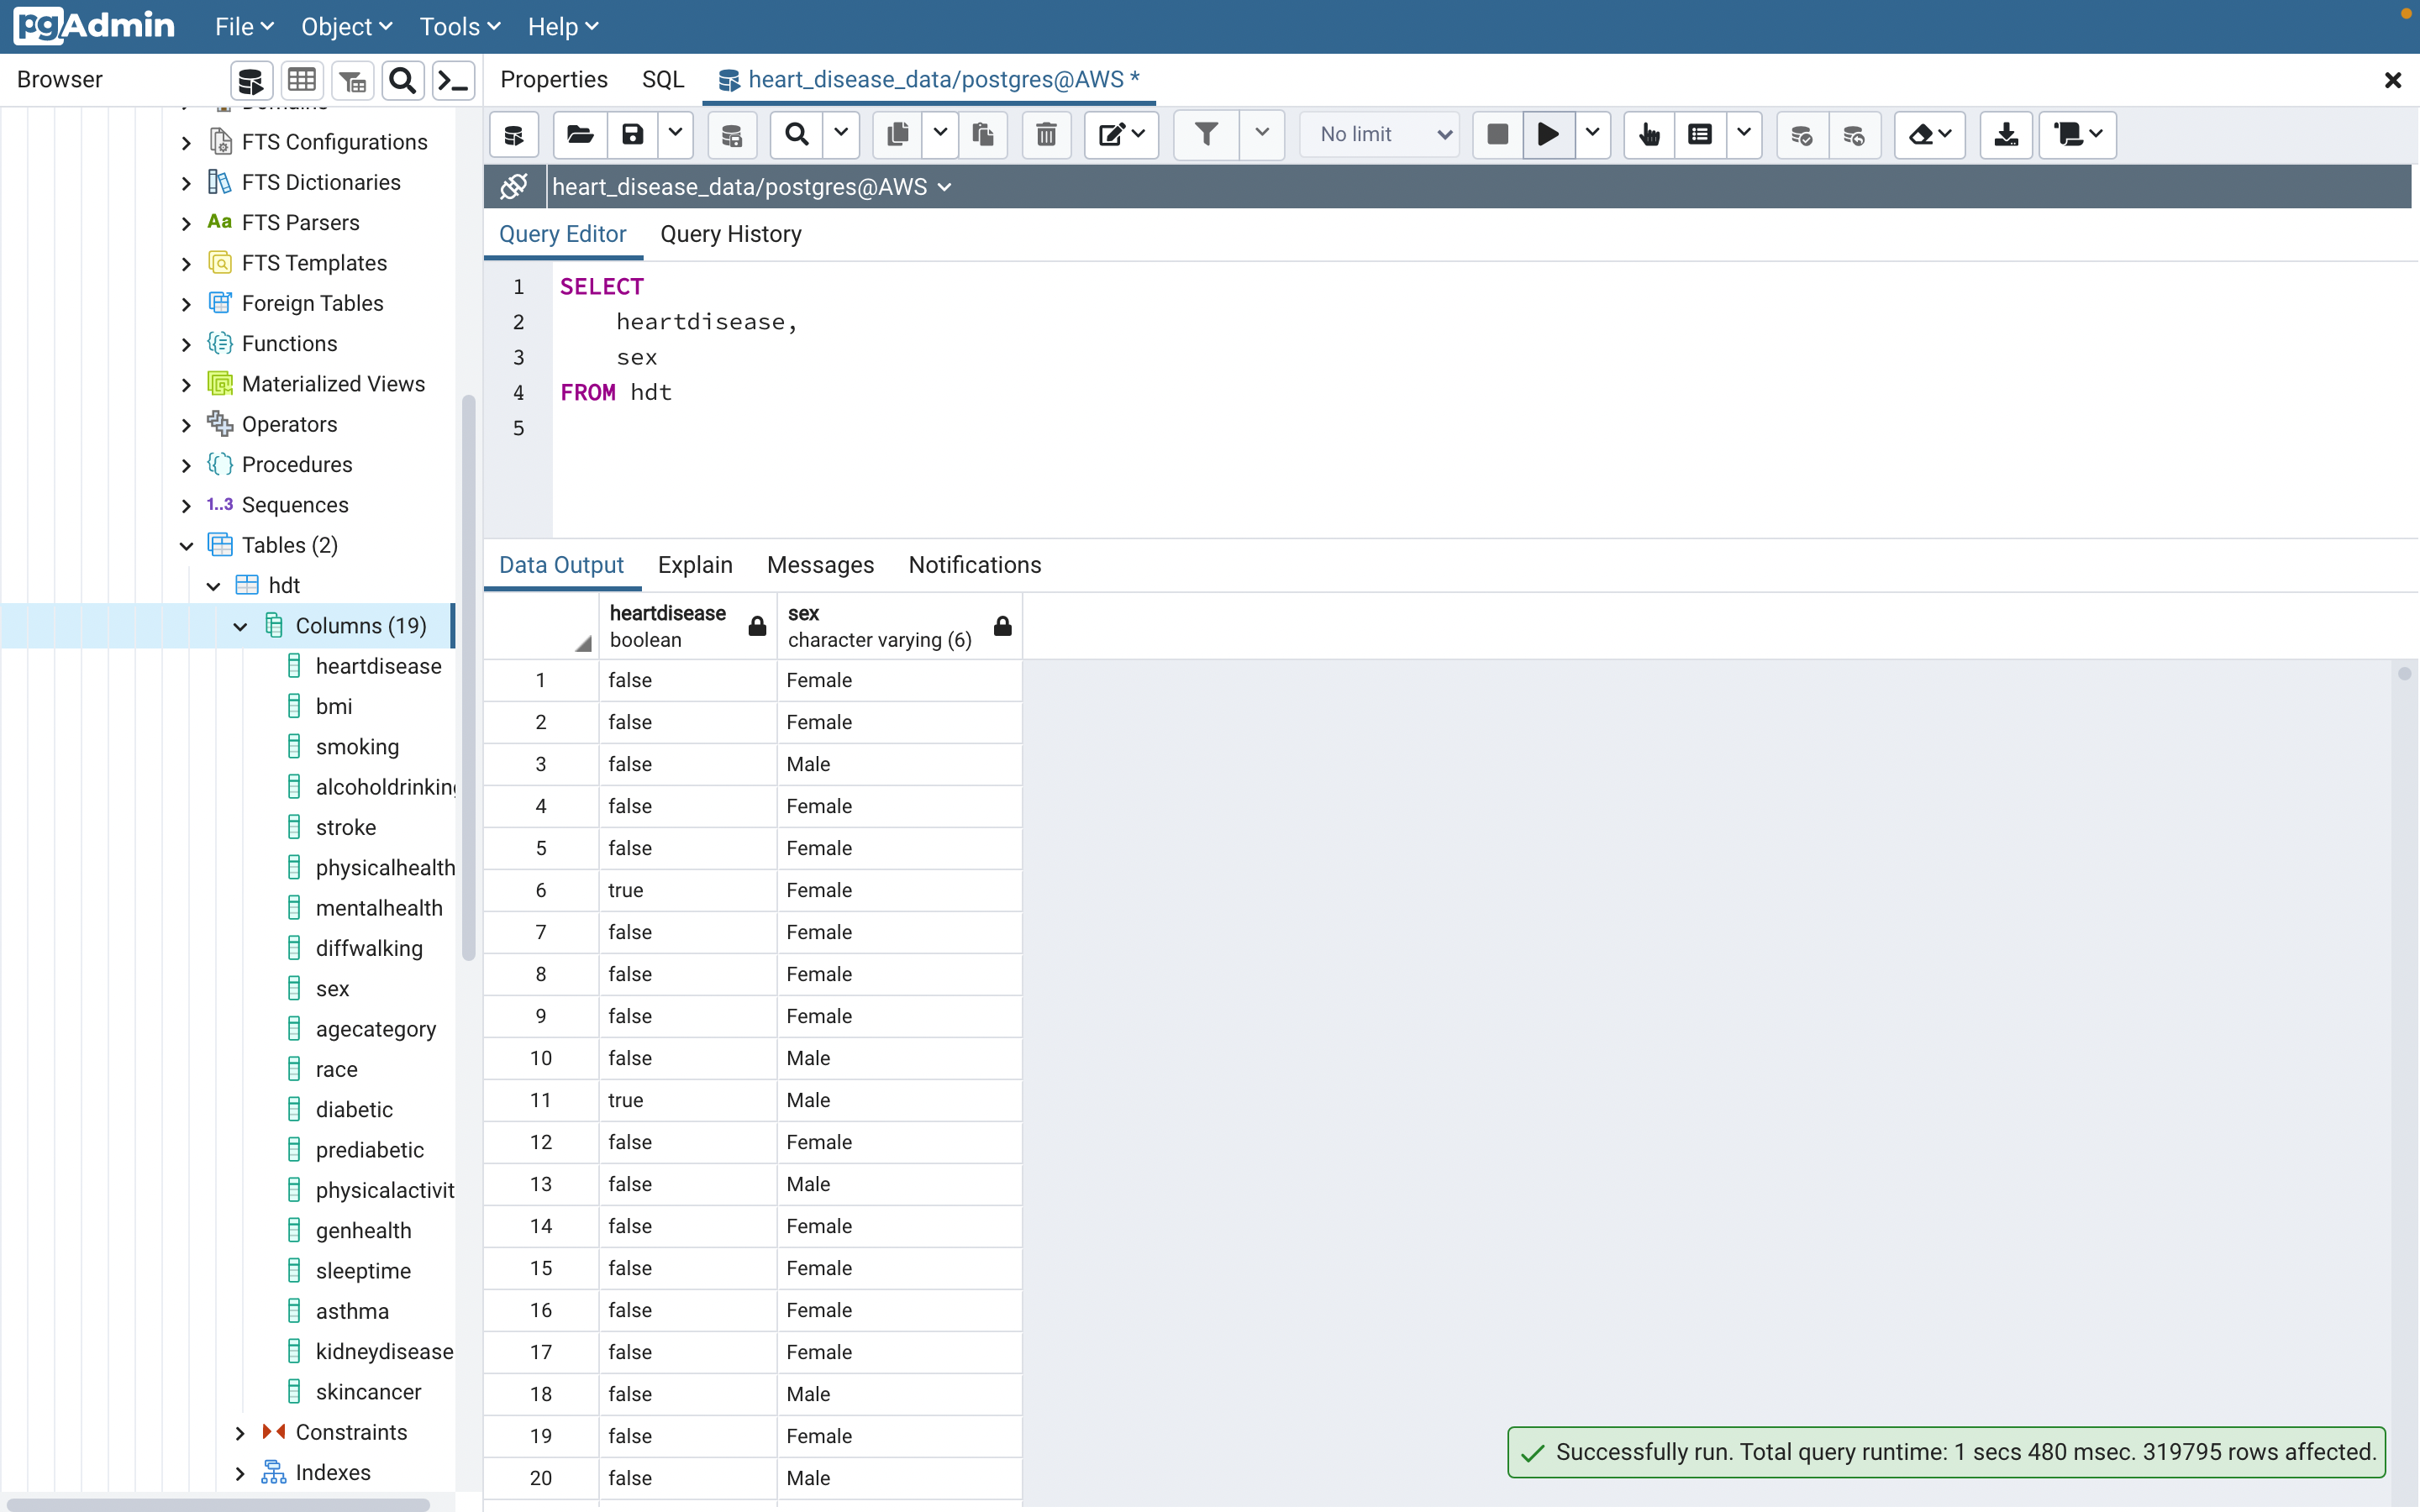 pgAdmin File Object Tools Help
Browser
Properties SQL heart_disease_data/postgres@AWS *
No limit
heart_disease_data/postgres@AWS
Query Editor Query History
FTS Configurations
FTS Dictionaries
Aa FTS Parsers
FTS Templates
Foreign Tables
Functions
Materialized Views
Operators
Procedures
1..3 Sequences
Tables (2)
hdt
Columns (19)
heartdisease
bmi
smoking
alcoholdrinking
stroke
physicalhealth
mentalhealth
diffwalking
sex
agecategory
race
diabetic
prediabetic
physicalactivit
genhealth
sleeptime
asthma
kidneydisease
skincancer
Constraints
Indexes
1 SELECT
2 heartdisease,
3 sex
4 FROM hdt
5
Data Output Explain Messages Notifications
heartdisease sex
boolean character varying (6)
1 false Female
2 false Female
3 false Male
4 false Female
5 false Female
6 true Female
7 false Female
8 false Female
9 false Female
10 false Male
11 true Male
12 false Female
13 false Male
14 false Female
15 false Female
16 false Female
17 false Female
18 false Male
19 false Female
20 false Male
Successfully run. Total query runtime: 1 secs 480 msec. 319795 rows affected.